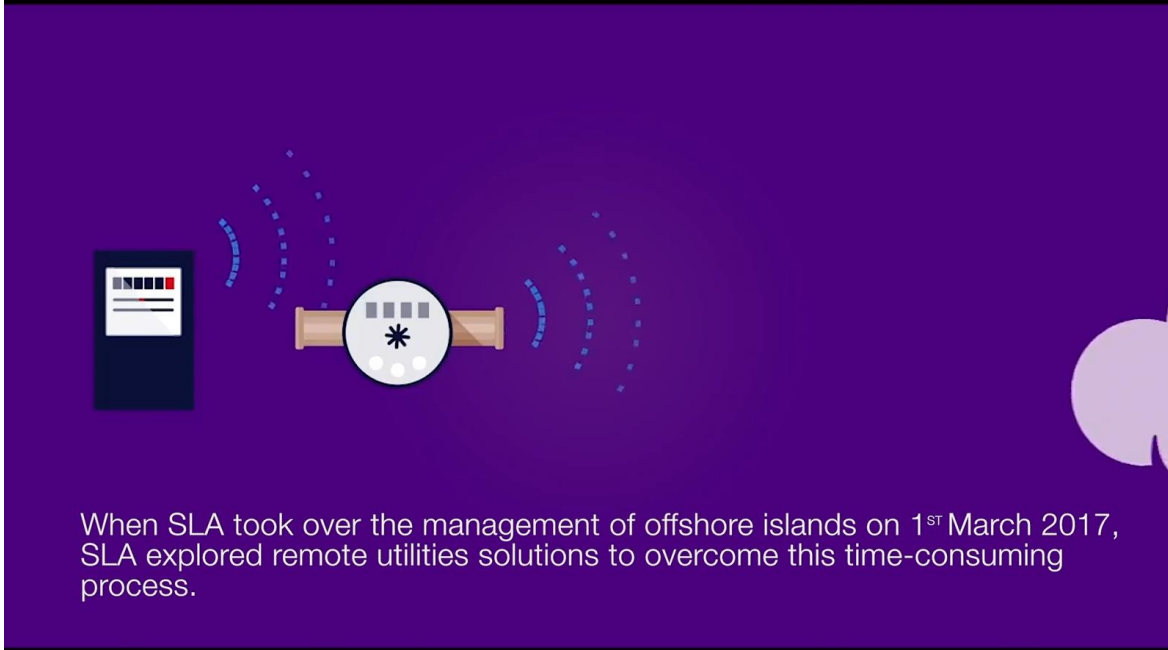 When SLA took over the management of offshore islands on 1ST March 2017,
SLA explored remote utilities solutions to overcome this time-consuming
process.